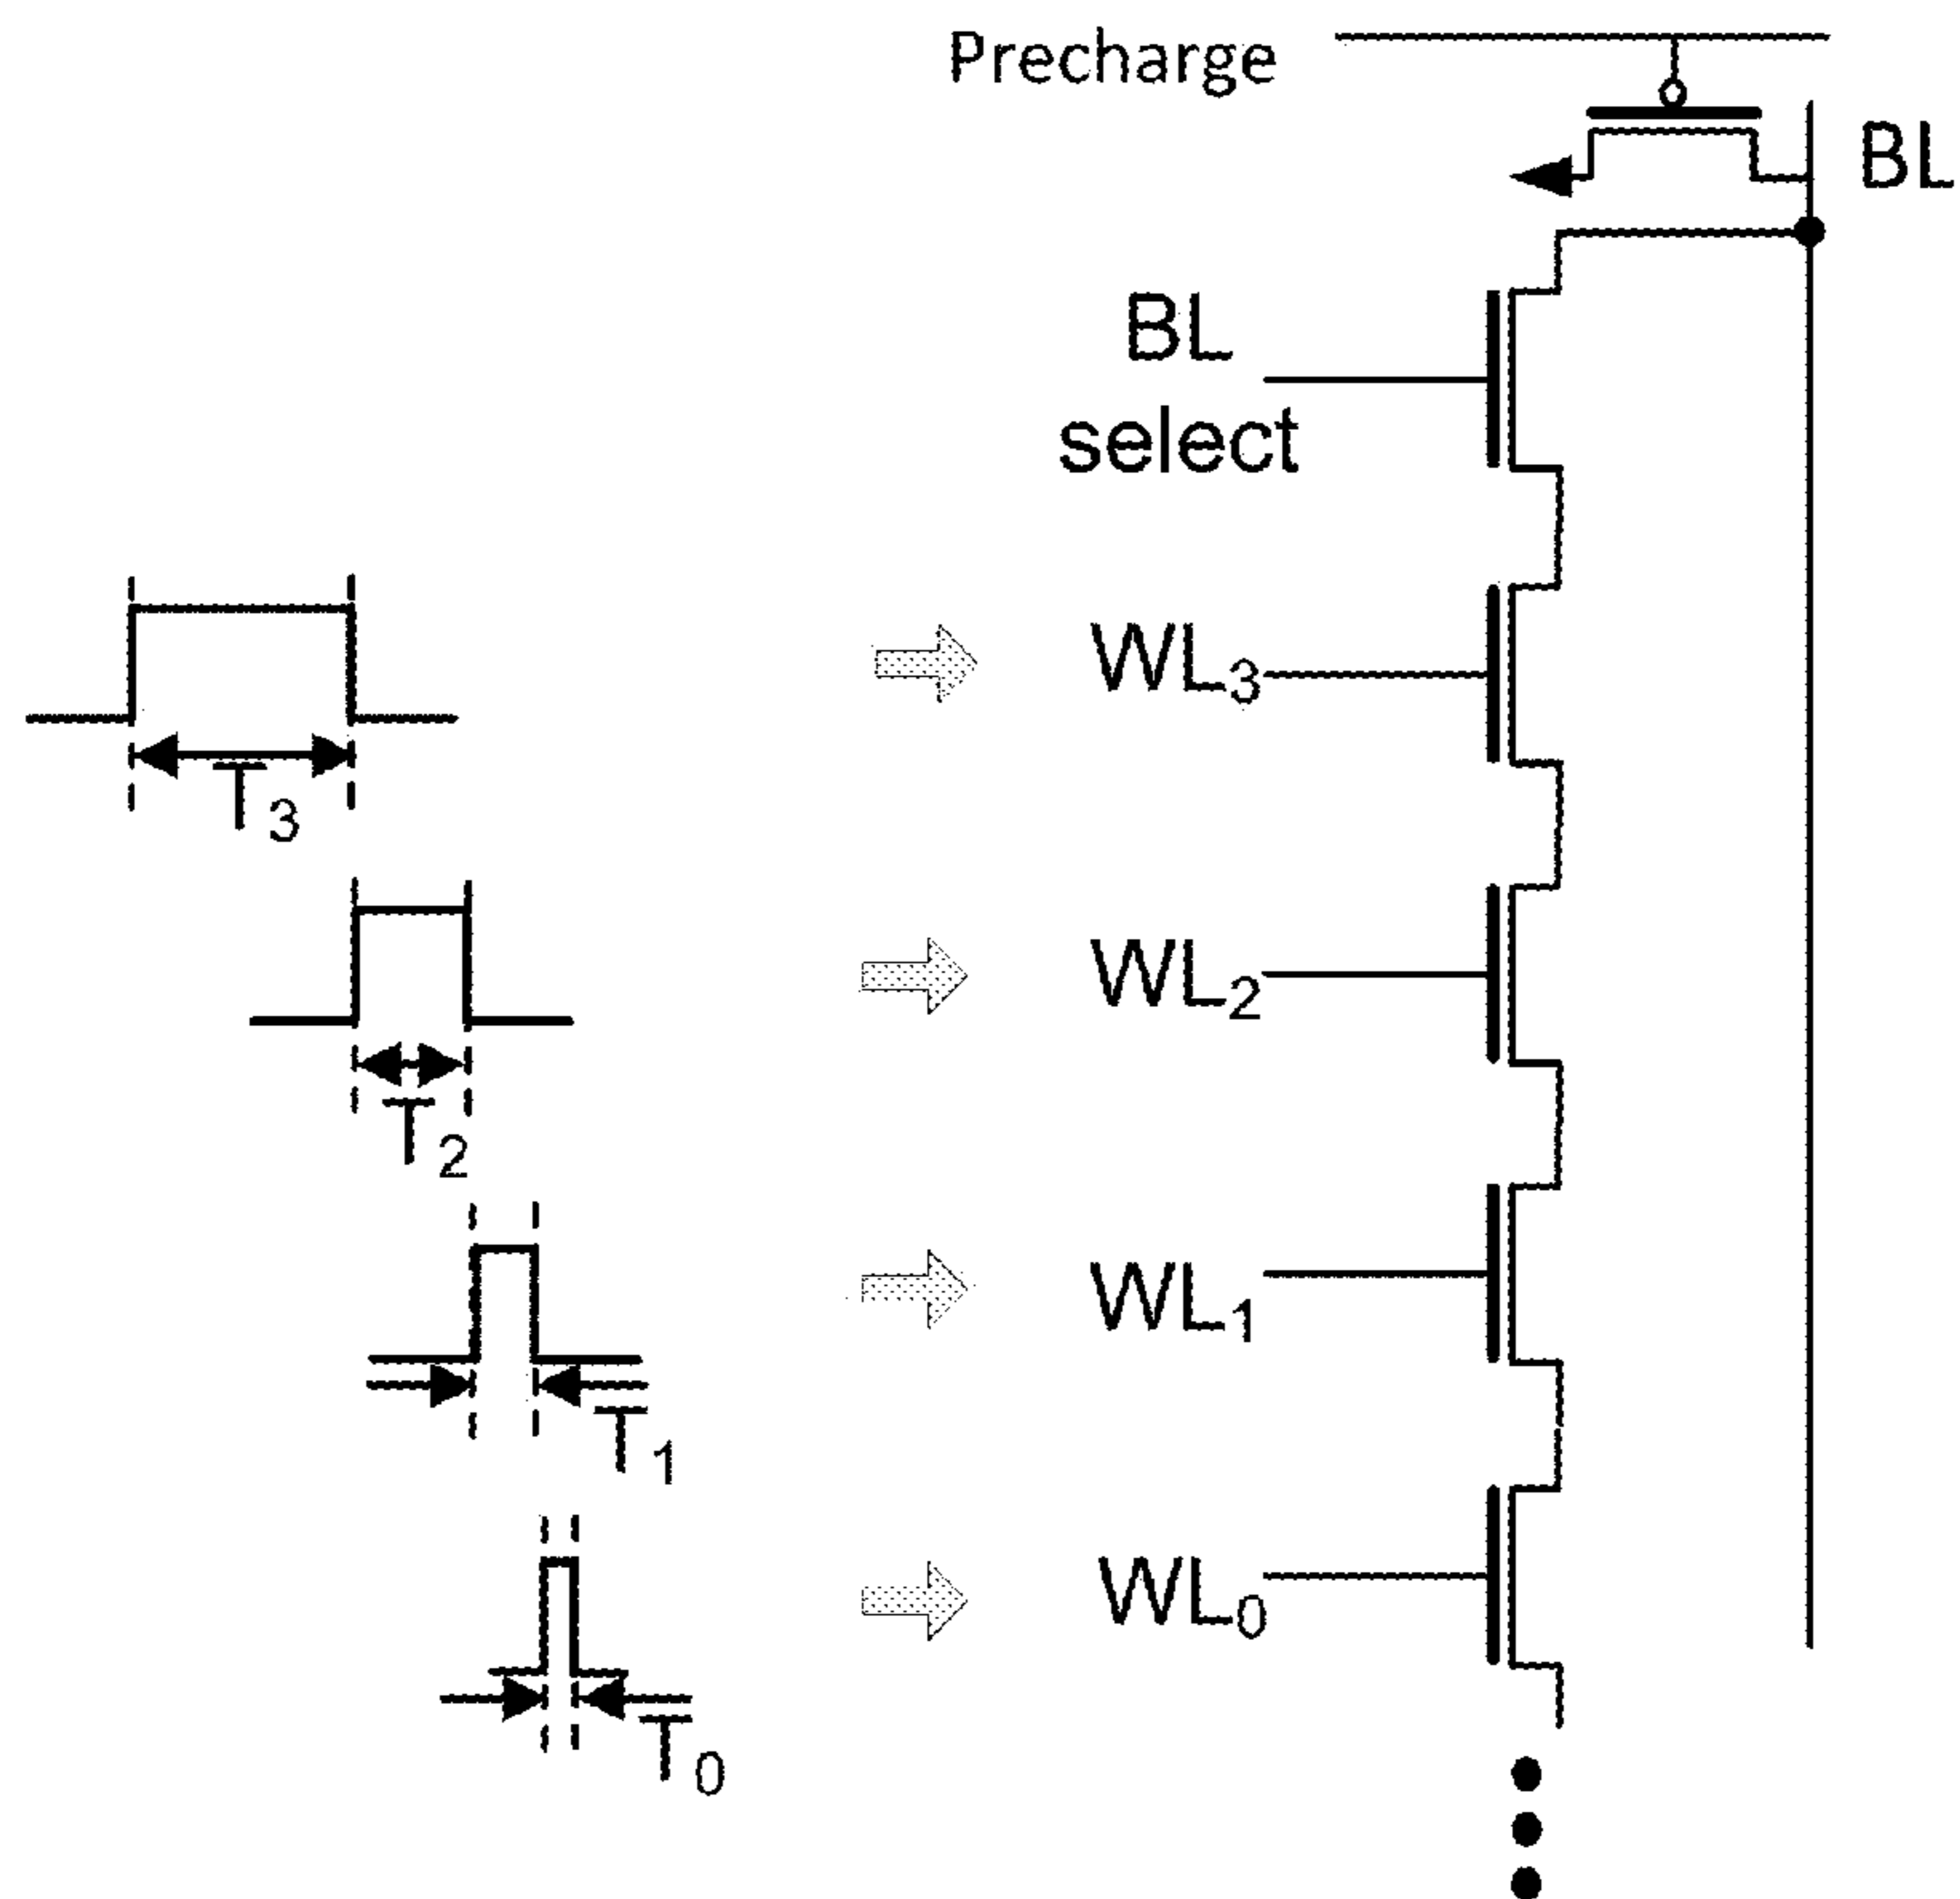 Precharge
BL
BL
select
WL₃
T₃
WL₂
T₂
WL₁
T₁
WL₀
T₀